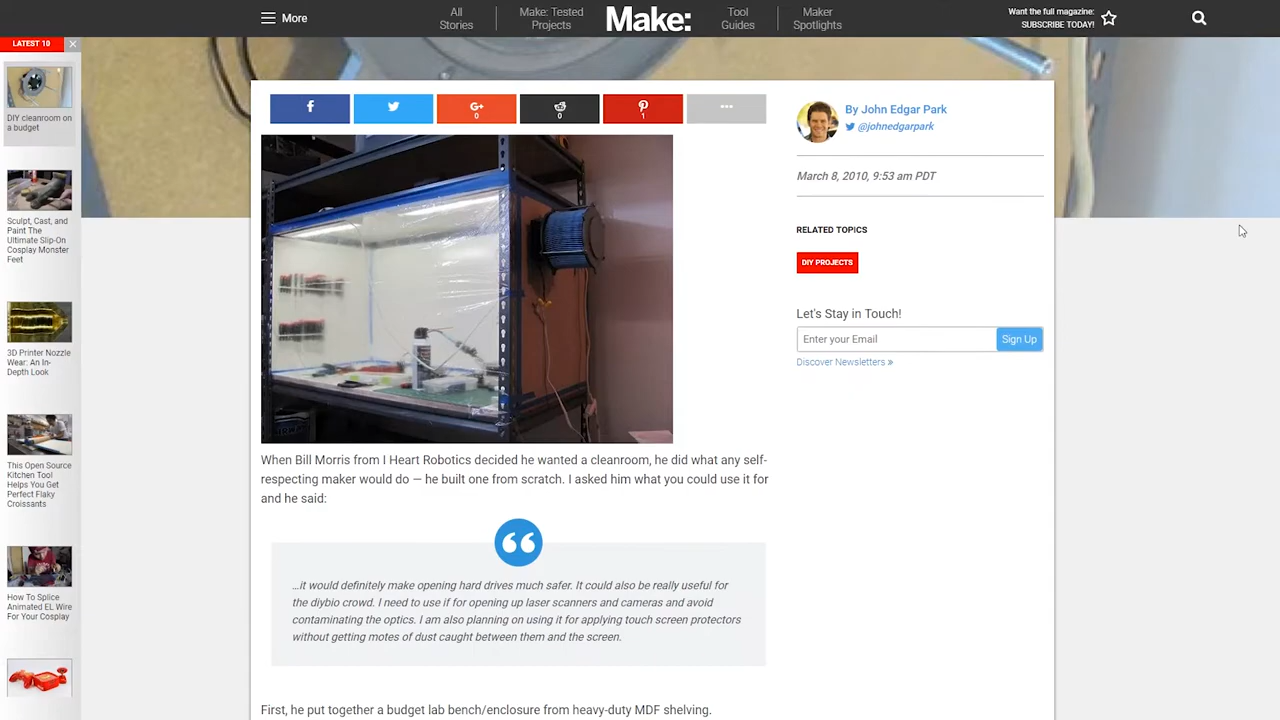 More
All
Stories
Make: Tested
Projects
Make:
Tool
Guides
Maker
Spotlights
Want the full magazine:
SUBSCRIBE TODAY!
LATEST 10
DIY cleanroom on
a budget
Sculpt, Cast, and
Paint The
Ultimate Slip-On
Cosplay Monster
Feet
3D Printer Nozzle
Wear: An In-
Depth Look
This Open Source
Kitchen Tool
Helps You Get
Perfect Flaky
Croissants
How To Splice
Animated EL Wire
For Your Cosplay
0
0
1
When Bill Morris from I Heart Robotics decided he wanted a cleanroom, he did what any self-
respecting maker would do — he built one from scratch. I asked him what you could use it for
and he said:
…it would definitely make opening hard drives much safer. It could also be really useful for
the diybio crowd. I need to use if for opening up laser scanners and cameras and avoid
contaminating the optics. I am also planning on using it for applying touch screen protectors
without getting motes of dust caught between them and the screen.
First, he put together a budget lab bench/enclosure from heavy-duty MDF shelving.
By John Edgar Park
@johnedgarpark
March 8, 2010, 9:53 am PDT
RELATED TOPICS
DIY PROJECTS
Let's Stay in Touch!
Enter your Email
Sign Up
Discover Newsletters »